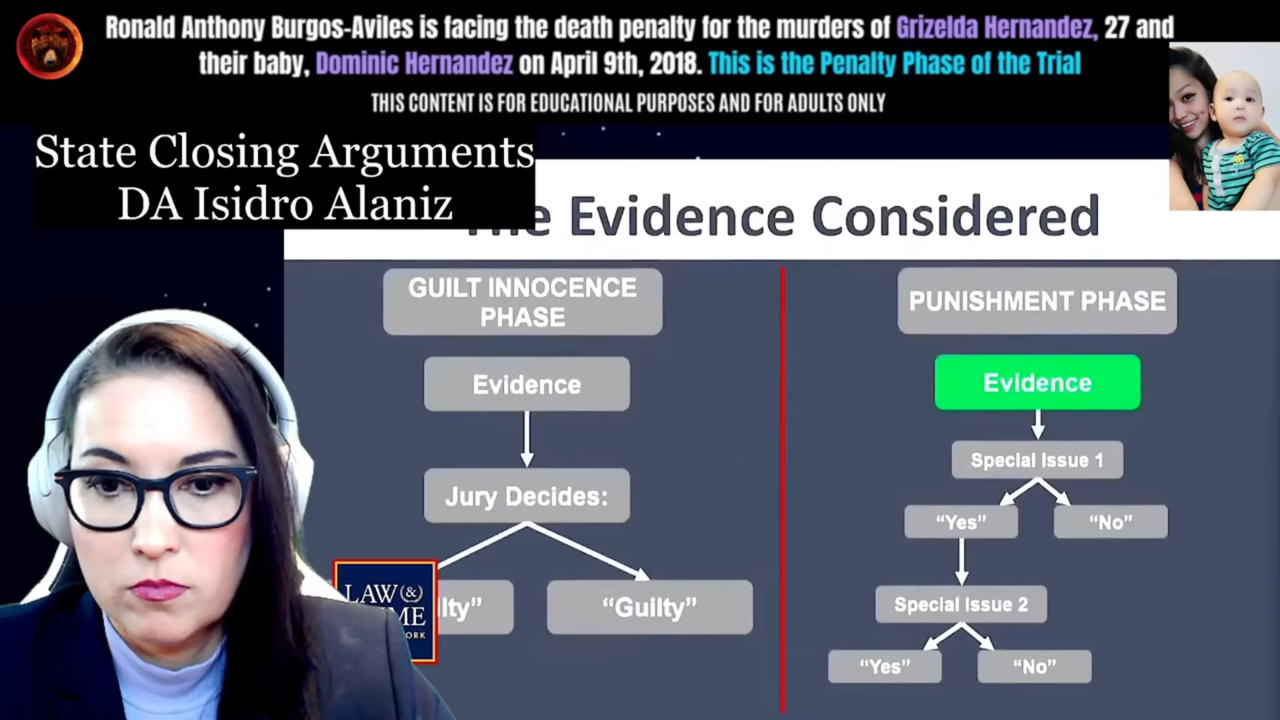 Ronald Anthony Burgos-Aviles is facing the death penalty for the murders of Grizelda Hernandez, 27 and
their baby, Dominic Hernandez on April 9th, 2018. This is the Penalty Phase of the Trial
THIS CONTENT IS FOR EDUCATIONAL PURPOSES AND FOR ADULTS ONLY
State Closing Arguments
DA Isidro Alaniz
Evidence Considered
GUILT INNOCENCE
PHASE
Evidence
Jury Decides:
“Guilty”
PUNISHMENT PHASE
Evidence
Special Issue 1
“Yes”
“No”
Special Issue 2
“Yes”
“No”
LAW &